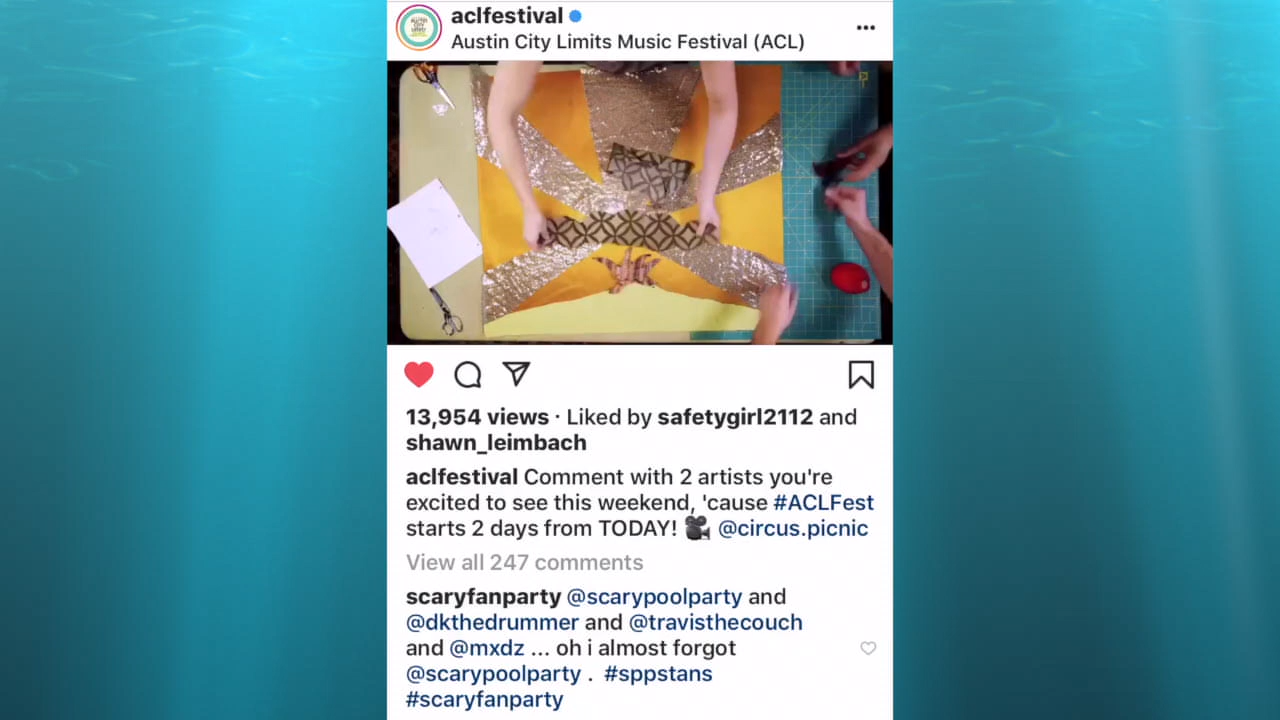 aclfestival
Austin City Limits Music Festival (ACL)
13,954 views · Liked by safetygirl2112 and
shawn_leimbach
aclfestival Comment with 2 artists you're
excited to see this weekend, 'cause #ACLFest
starts 2 days from TODAY! 🎥 @circus.picnic
View all 247 comments
scaryfanparty @scarypoolparty and
@dkthedrummer and @travisthecouch
and @mxdz ... oh i almost forgot
@scarypoolparty . #sppstans
#scaryfanparty